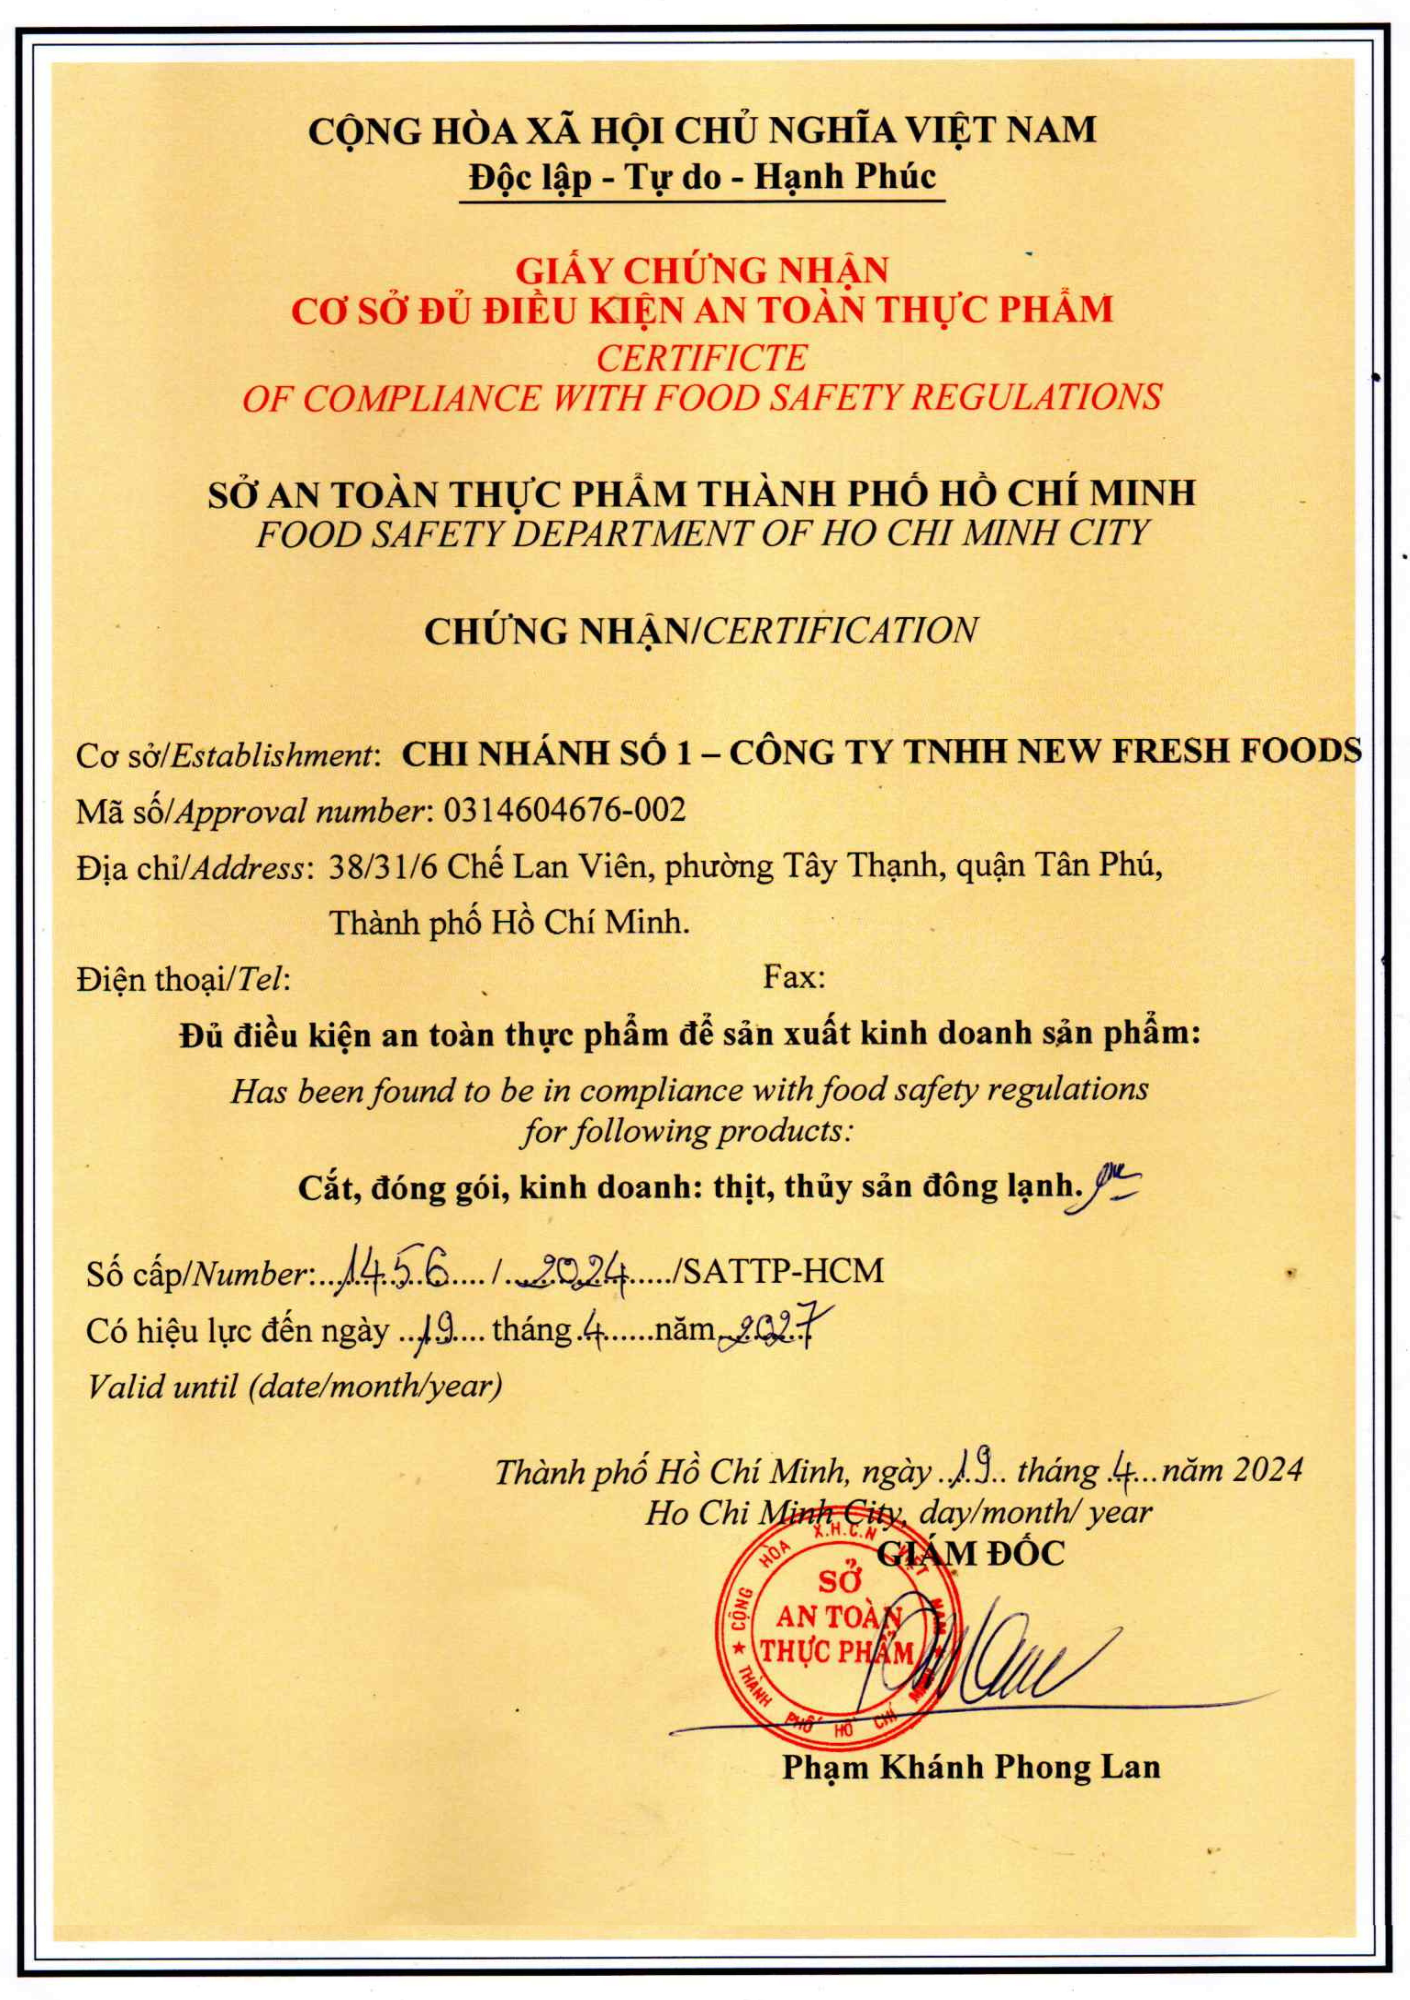 CỘNG HÒA XÃ HỘI CHỦ NGHĨA VIỆT NAM
Độc lập - Tự do - Hạnh Phúc
GIẤY CHỨNG NHẬN
CƠ SỞ ĐỦ ĐIỀU KIỆN AN TOÀN THỰC PHẨM
CERTIFICTE
OF COMPLIANCE WITH FOOD SAFETY REGULATIONS
SỞ AN TOÀN THỰC PHẨM THÀNH PHỐ HỒ CHÍ MINH
FOOD SAFETY DEPARTMENT OF HO CHI MINH CITY
CHỨNG NHẬN/CERTIFICATION
Cơ sở/Establishment: CHI NHÁNH SỐ 1 – CÔNG TY TNHH NEW FRESH FOODS
Mã số/Approval number: 0314604676-002
Địa chỉ/Address: 38/31/6 Chế Lan Viên, phường Tây Thạnh, quận Tân Phú,
Thành phố Hồ Chí Minh.
Điện thoại/Tel: Fax:
Đủ điều kiện an toàn thực phẩm để sản xuất kinh doanh sản phẩm:
Has been found to be in compliance with food safety regulations
for following products:
Cắt, đóng gói, kinh doanh: thịt, thủy sản đông lạnh.
Số cấp/Number:...1456..../...2024...../SATTP-HCM
Có hiệu lực đến ngày ..19.... tháng.4......năm..2027
Valid until (date/month/year)
Thành phố Hồ Chí Minh, ngày ..19.. tháng .4...năm 2024
Ho Chi Minh City, day/month/ year
GIÁM ĐỐC
CỘNG HÒA X.H.C.N VIỆT NAM
SỞ
AN TOÀN
THỰC PHẨM
★ THÀNH PHỐ HỒ CHÍ MINH ★
Phạm Khánh Phong Lan